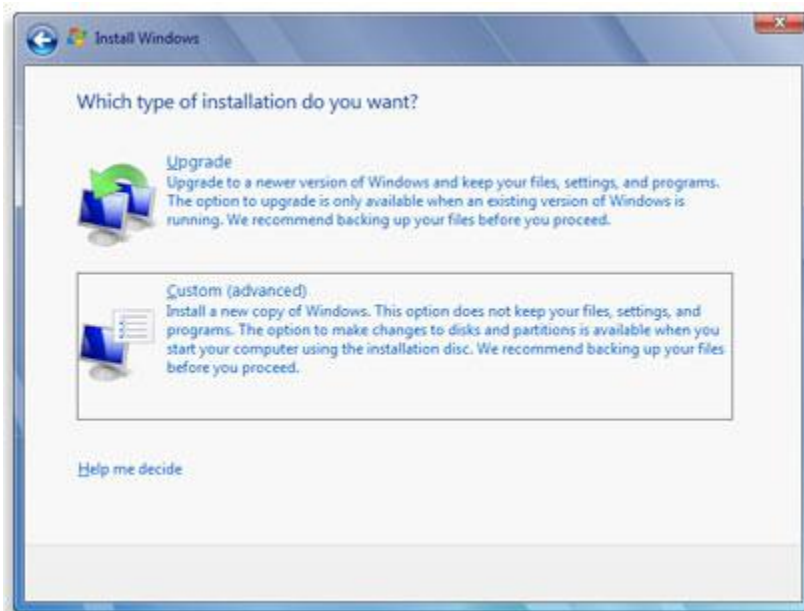 Install Windows
Which type of installation do you want?
Upgrade
Upgrade to a newer version of Windows and keep your files, settings, and programs.
The option to upgrade is only available when an existing version of Windows is
running. We recommend backing up your files before you proceed.
Custom (advanced)
Install a new copy of Windows. This option does not keep your files, settings, and
programs. The option to make changes to disks and partitions is available when you
start your computer using the installation disc. We recommend backing up your files
before you proceed.
Help me decide